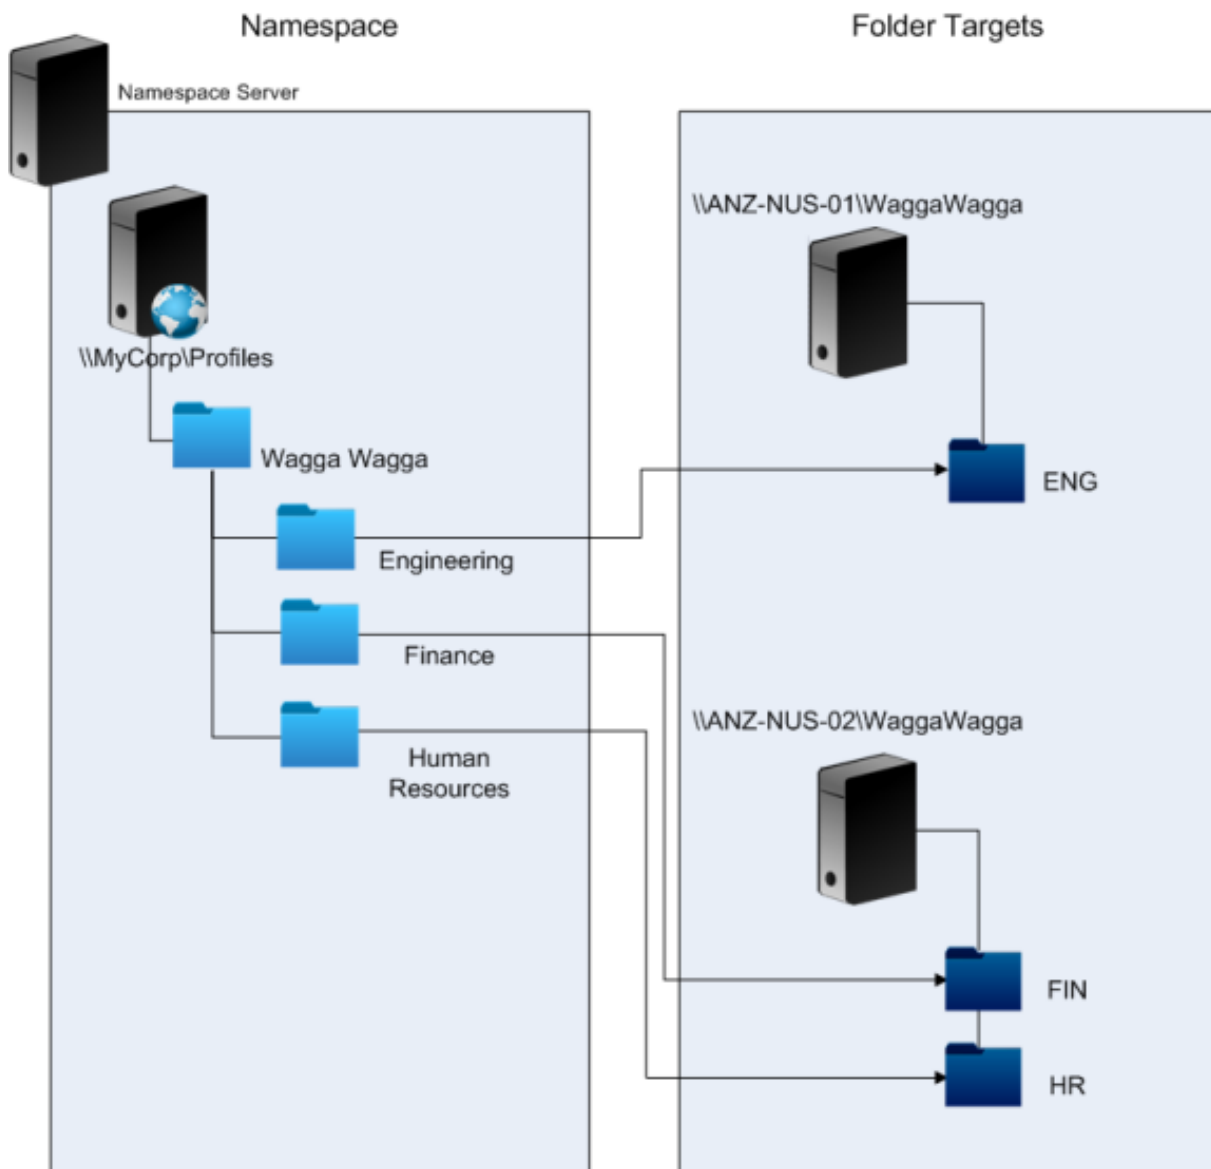 Namespace
Folder Targets
Namespace Server
\\MyCorp\Profiles
Wagga Wagga
Engineering
Finance
Human
Resources
\\ANZ-NUS-01\WaggaWagga
ENG
\\ANZ-NUS-02\WaggaWagga
FIN
HR